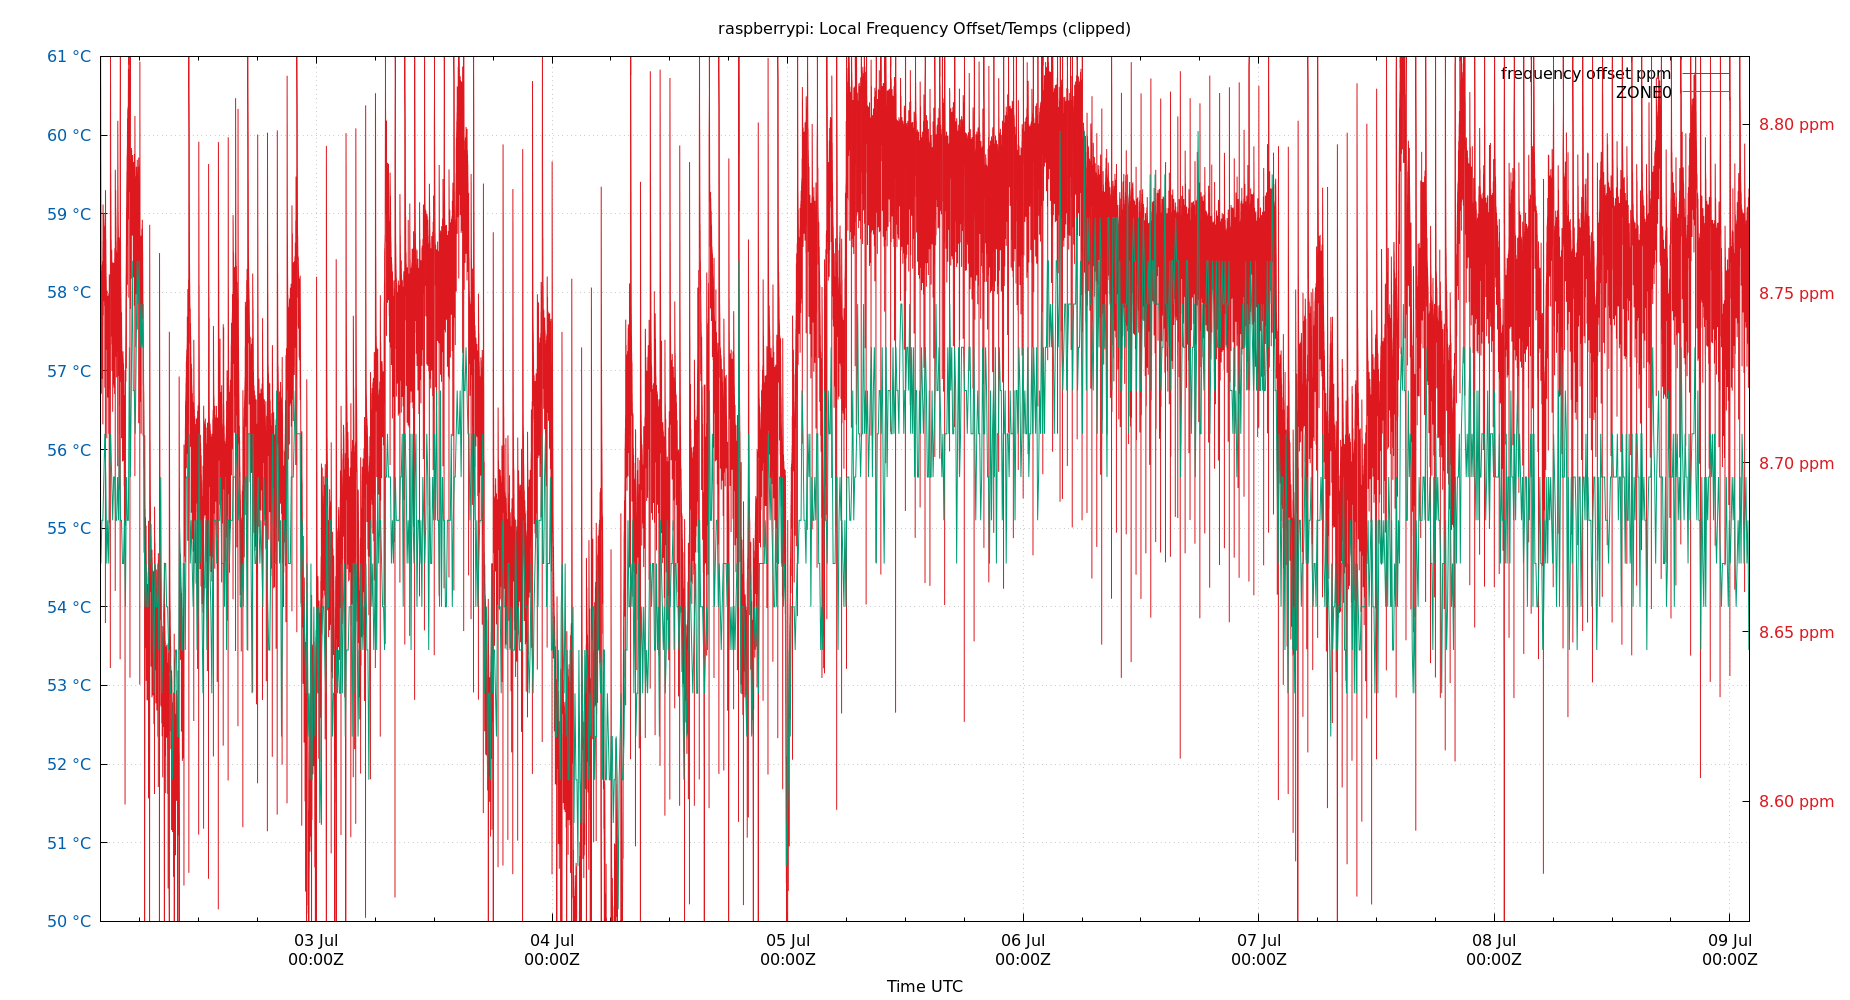 raspberrypi: Local Frequency Offset/Temps (clipped)
61 °C
60 °C
59 °C
58 °C
57 °C
56 °C
55 °C
54 °C
53 °C
52 °C
51 °C
50 °C
frequency offset ppm
ZONE0
8.80 ppm
8.75 ppm
8.70 ppm
8.65 ppm
8.60 ppm
03 Jul 04 Jul 05 Jul 06 Jul 07 Jul 08 Jul 09 Jul
00:00Z 00:00Z 00:00Z 00:00Z 00:00Z 00:00Z 00:00Z
Time UTC